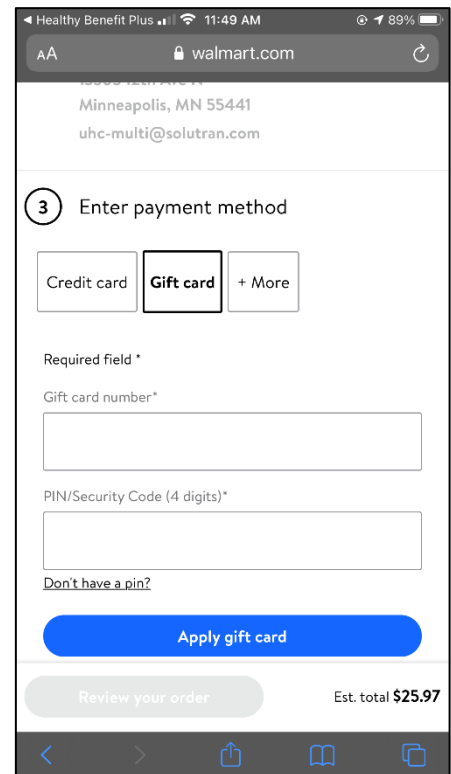 ◀ Healthy Benefit Plus 11:49 AM 89%
AA walmart.com
Minneapolis, MN 55441
uhc-multi@solutran.com
3 Enter payment method
Credit card Gift card + More
Required field *
Gift card number*
PIN/Security Code (4 digits)*
Don't have a pin?
Apply gift card
Review your order Est. total $25.97